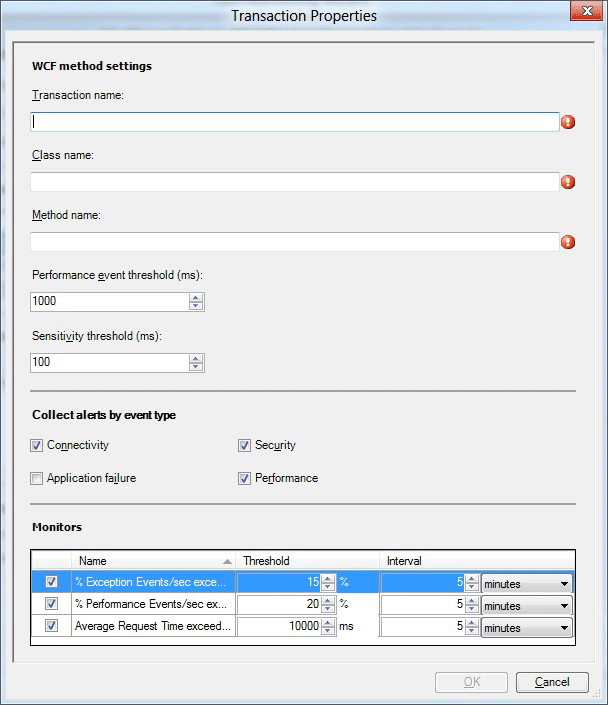 Transaction Properties
WCF method settings
Transaction name:
Class name:
Method name:
Performance event threshold (ms):
1000
Sensitivity threshold (ms):
100
Collect alerts by event type
Connectivity Security
Application failure Performance
Monitors
Name Threshold Interval
% Exception Events/sec exce... 15 % 5 minutes
% Performance Events/sec ex... 20 % 5 minutes
Average Request Time exceed... 10000 ms 5 minutes
OK Cancel